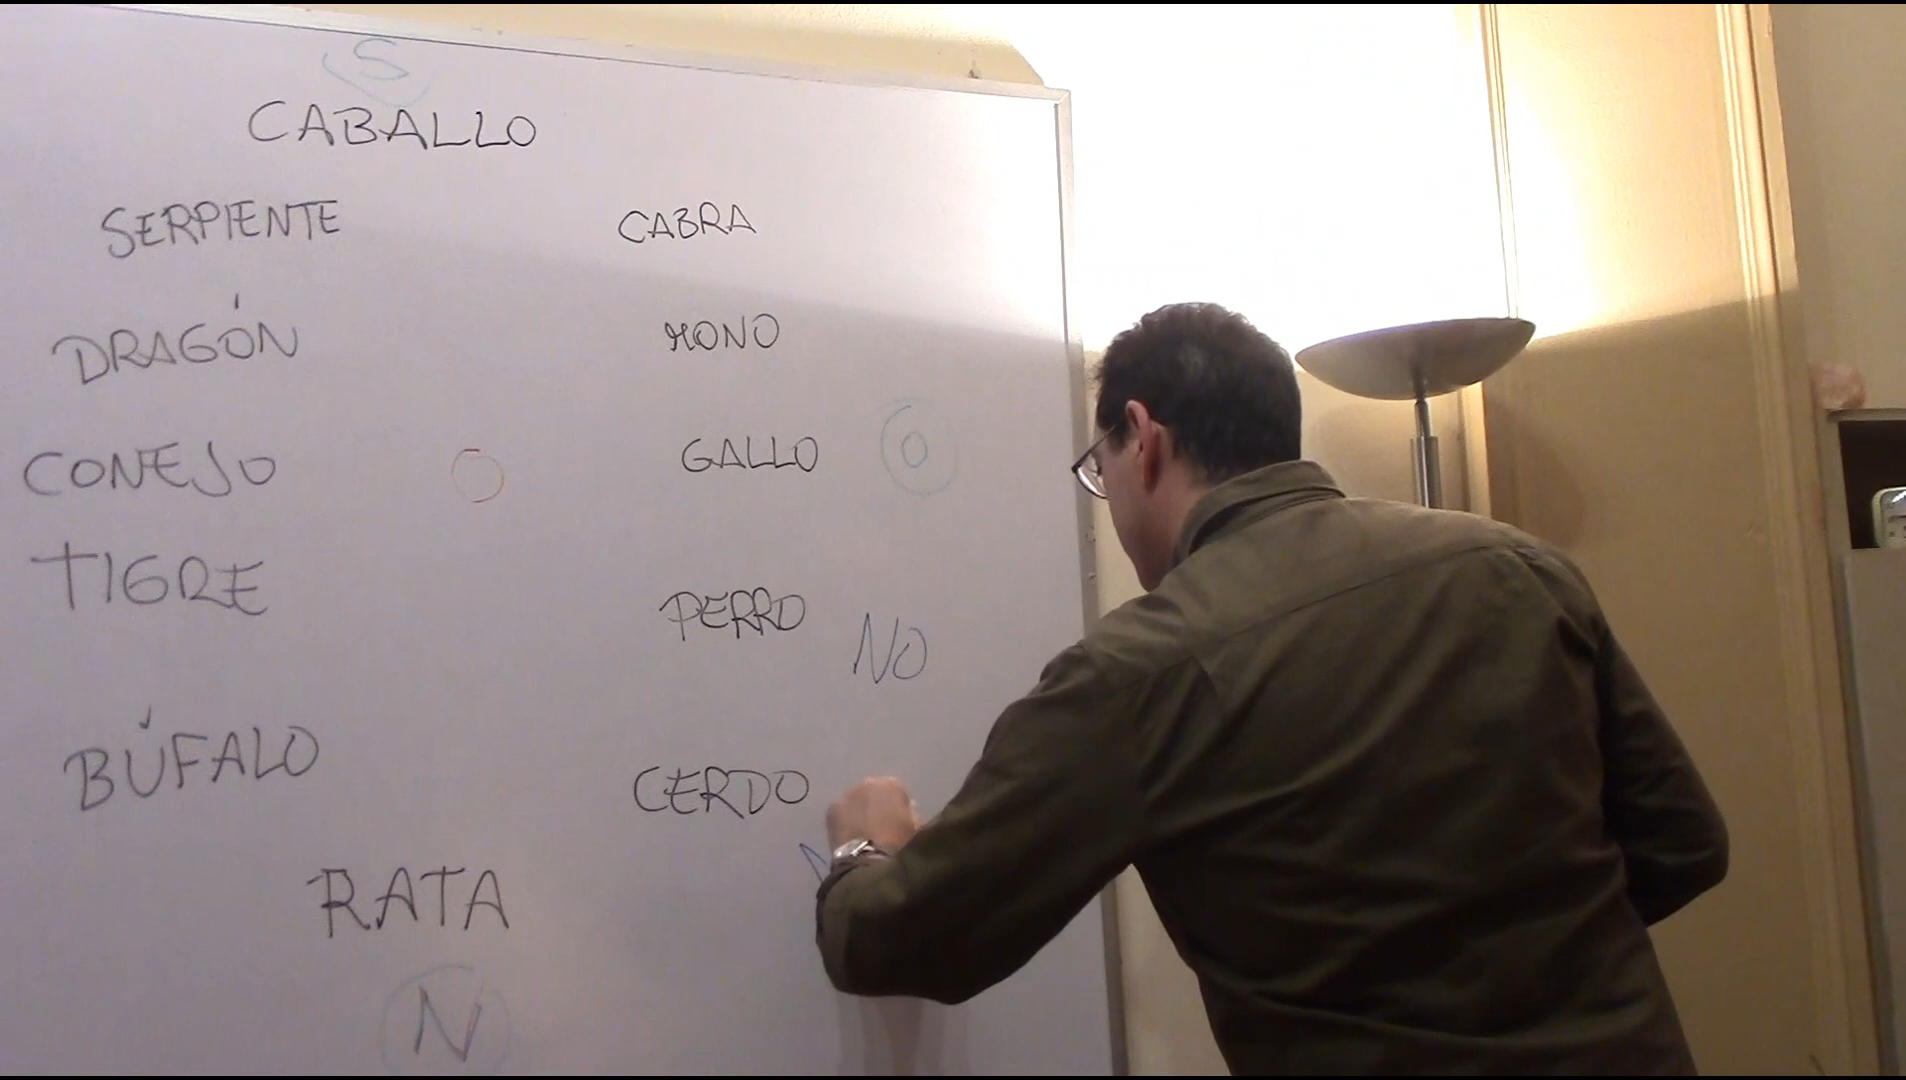 S
CABALLO
SERPIENTE CABRA
DRAGÓN MONO
CONEJO GALLO O
TIGRE
PERRO NO
BÚFALO CERDO
RATA
N